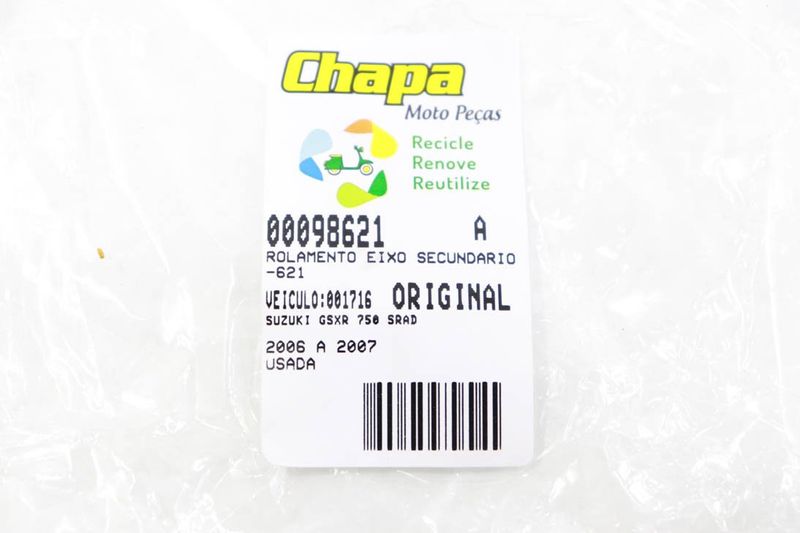 Chapa
Moto Peças
Recicle
Renove
Reutilize
00098621 A
ROLAMENTO EIXO SECUNDARIO
-621
VEICULO:001716 ORIGINAL
SUZUKI GSXR 750 SRAD
2006 A 2007
USADA